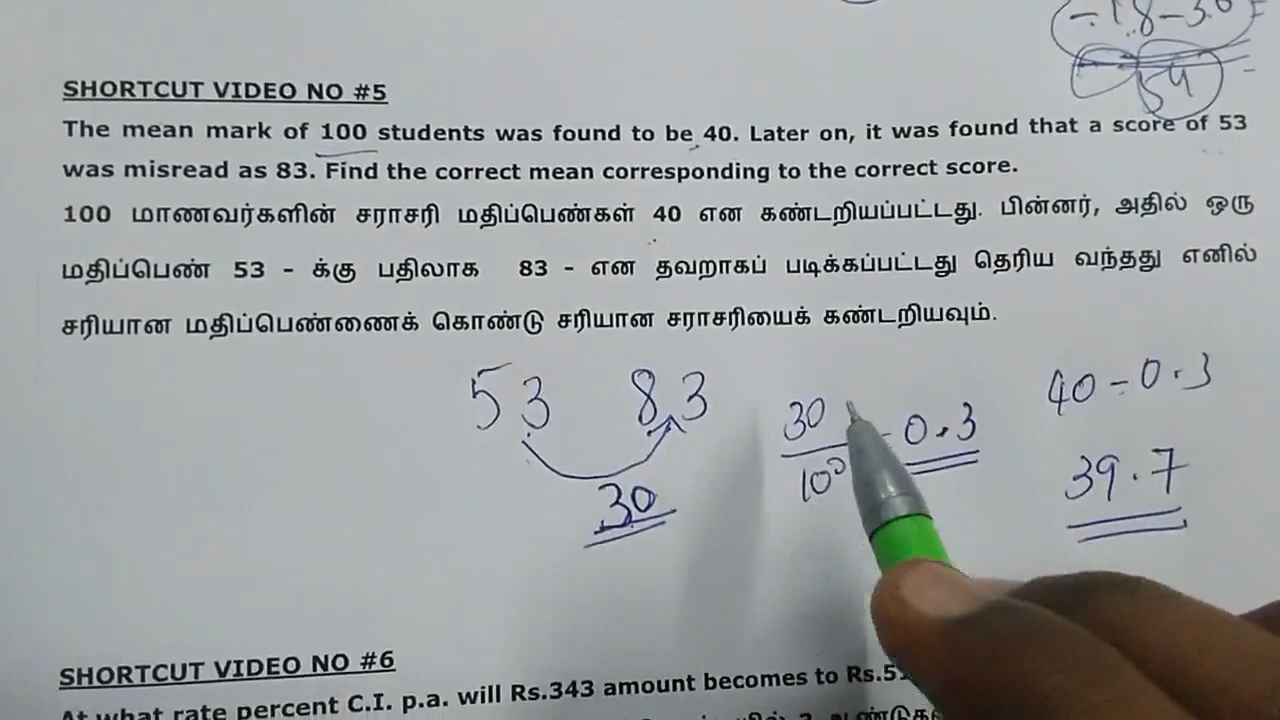 -1.8-3.6
54
SHORTCUT VIDEO NO #5
The mean mark of 100 students was found to be 40. Later on, it was found that a score of 53
was misread as 83. Find the correct mean corresponding to the correct score.
100 மாணவர்களின் சராசரி மதிப்பெண்கள் 40 என கண்டறியப்பட்டது. பின்னர், அதில் ஒரு
மதிப்பெண் 53 - க்கு பதிலாக 83 - என தவறாகப் படிக்கப்பட்டது தெரிய வந்தது எனில்
சரியான மதிப்பெண்ணைக் கொண்டு சரியான சராசரியைக் கண்டறியவும்.
53 83
30
30
100
0.3
40-0.3
39.7
SHORTCUT VIDEO NO #6
At what rate percent C.I. p.a. will Rs.343 amount becomes to